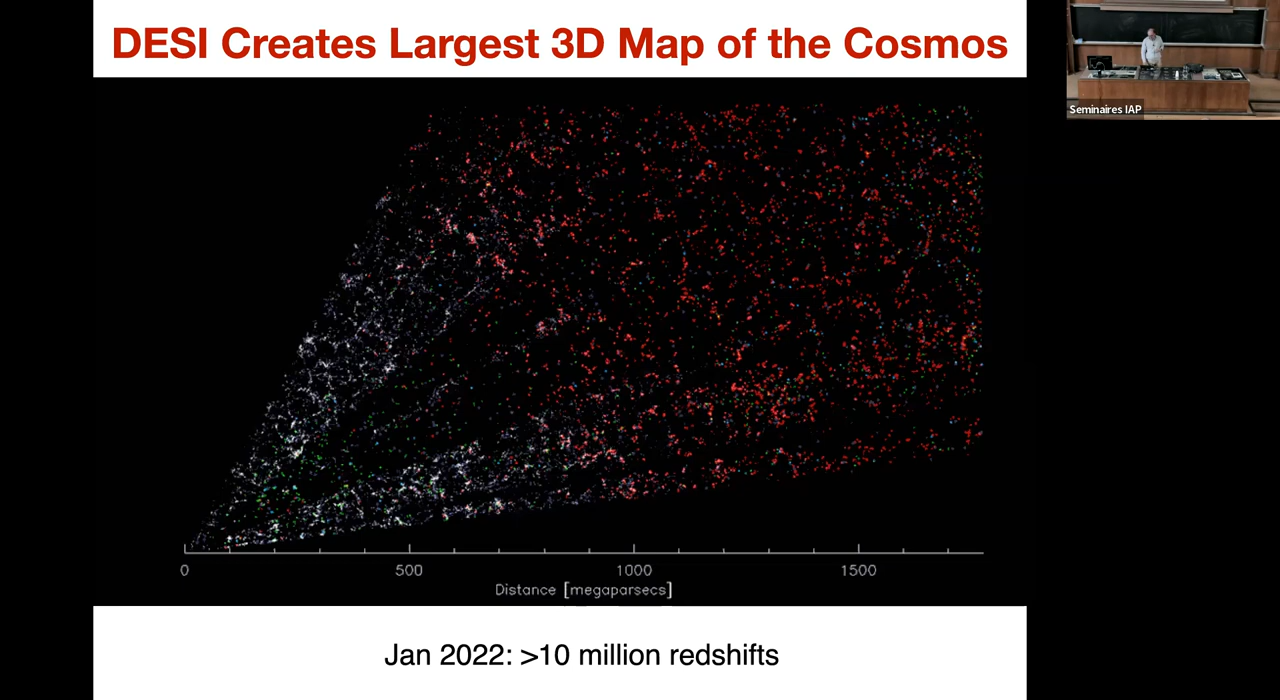 DESI Creates Largest 3D Map of the Cosmos
Seminaires IAP
0 500 1000 1500
Distance [megaparsecs]
Jan 2022: >10 million redshifts